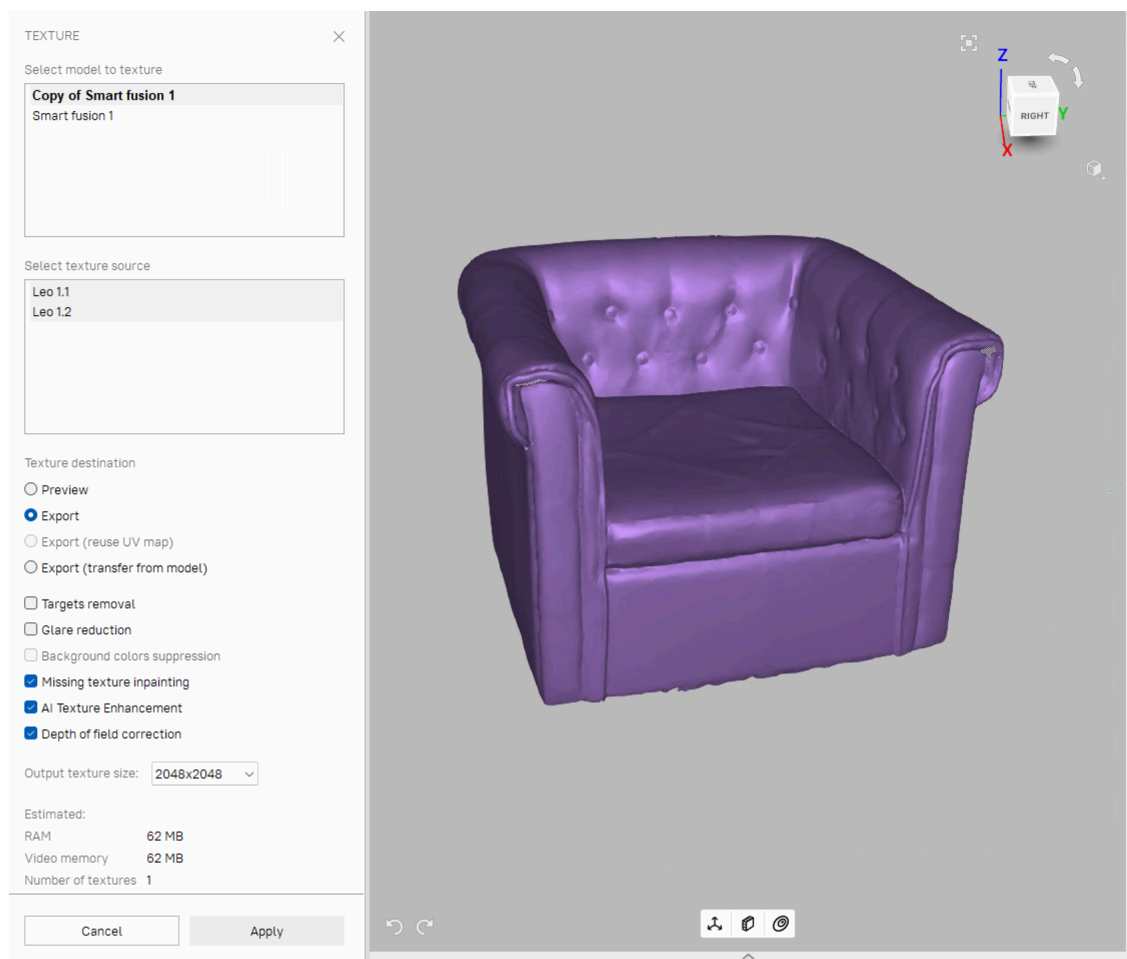 TEXTURE
Select model to texture
Copy of Smart fusion 1
Smart fusion 1
Select texture source
Leo 1.1
Leo 1.2
Texture destination
Preview
Export
Export (reuse UV map)
Export (transfer from model)
Targets removal
Glare reduction
Background colors suppression
Missing texture inpainting
AI Texture Enhancement
Depth of field correction
Output texture size: 2048x2048
Estimated:
RAM 62 MB
Video memory 62 MB
Number of textures 1
Cancel Apply
Z
RIGHT Y
X